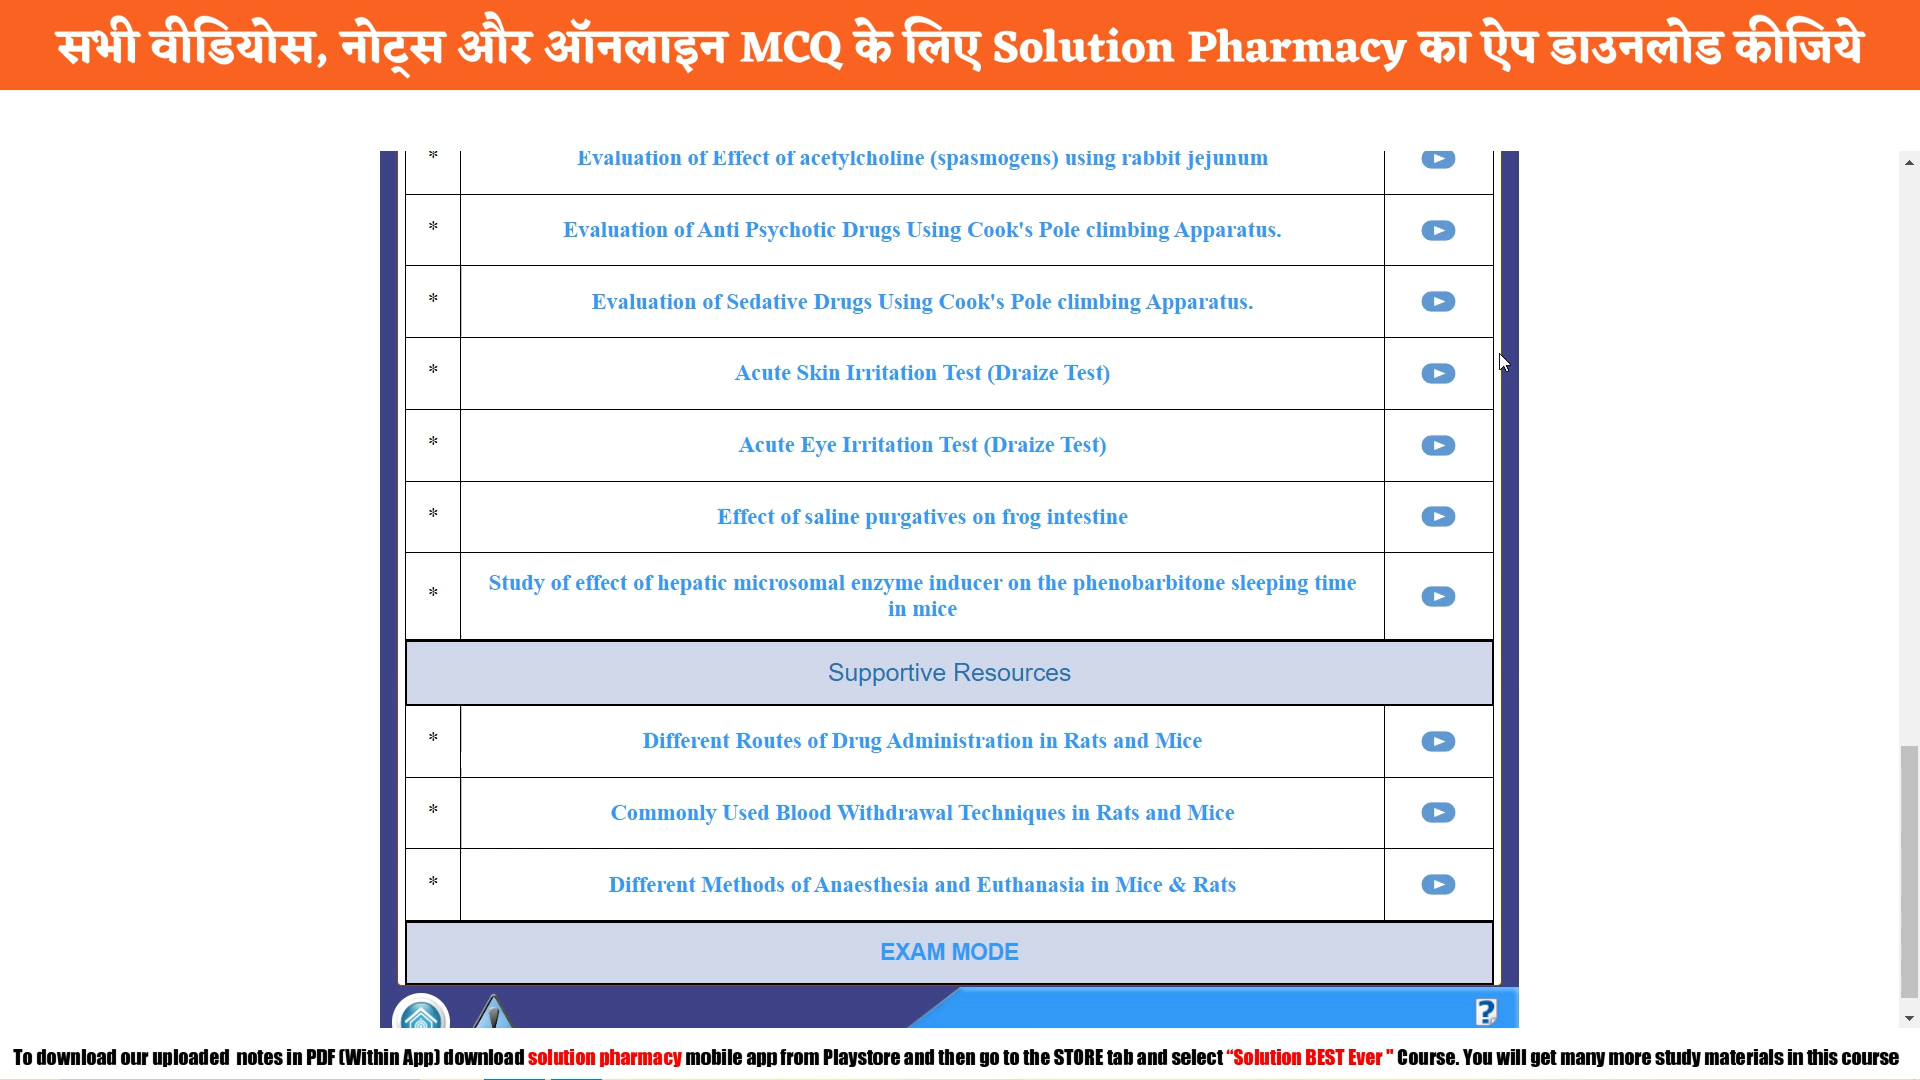 सभी वीडियोस, नोट्स और ऑनलाइन MCQ के लिए Solution Pharmacy का ऐप डाउनलोड कीजिये
* Evaluation of Effect of acetylcholine (spasmogens) using rabbit jejunum
* Evaluation of Anti Psychotic Drugs Using Cook's Pole climbing Apparatus.
* Evaluation of Sedative Drugs Using Cook's Pole climbing Apparatus.
* Acute Skin Irritation Test (Draize Test)
* Acute Eye Irritation Test (Draize Test)
* Effect of saline purgatives on frog intestine
* Study of effect of hepatic microsomal enzyme inducer on the phenobarbitone sleeping time
in mice
Supportive Resources
* Different Routes of Drug Administration in Rats and Mice
* Commonly Used Blood Withdrawal Techniques in Rats and Mice
* Different Methods of Anaesthesia and Euthanasia in Mice & Rats
EXAM MODE
?
To download our uploaded notes in PDF (Within App) download solution pharmacy mobile app from Playstore and then go to the STORE tab and select “Solution BEST Ever " Course. You will get many more study materials in this course